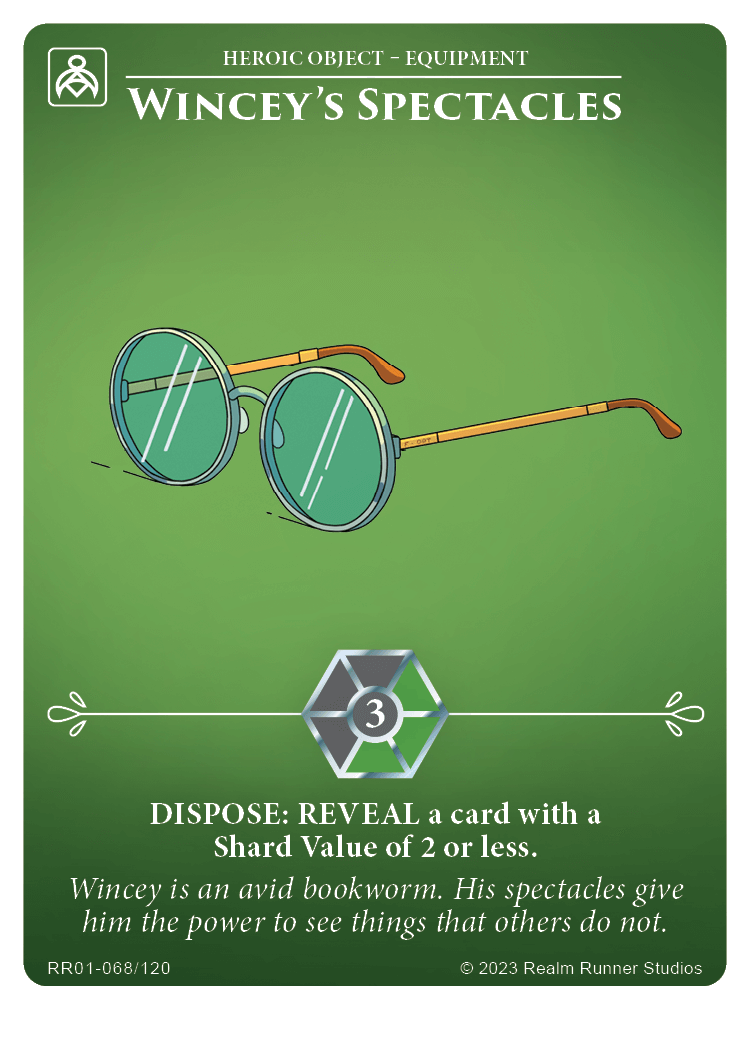 HEROIC OBJECT – EQUIPMENT
WINCEY'S SPECTACLES
F - OPT
3
DISPOSE: REVEAL a card with a
Shard Value of 2 or less.
Wincey is an avid bookworm. His spectacles give
him the power to see things that others do not.
RR01-068/120
© 2023 Realm Runner Studios